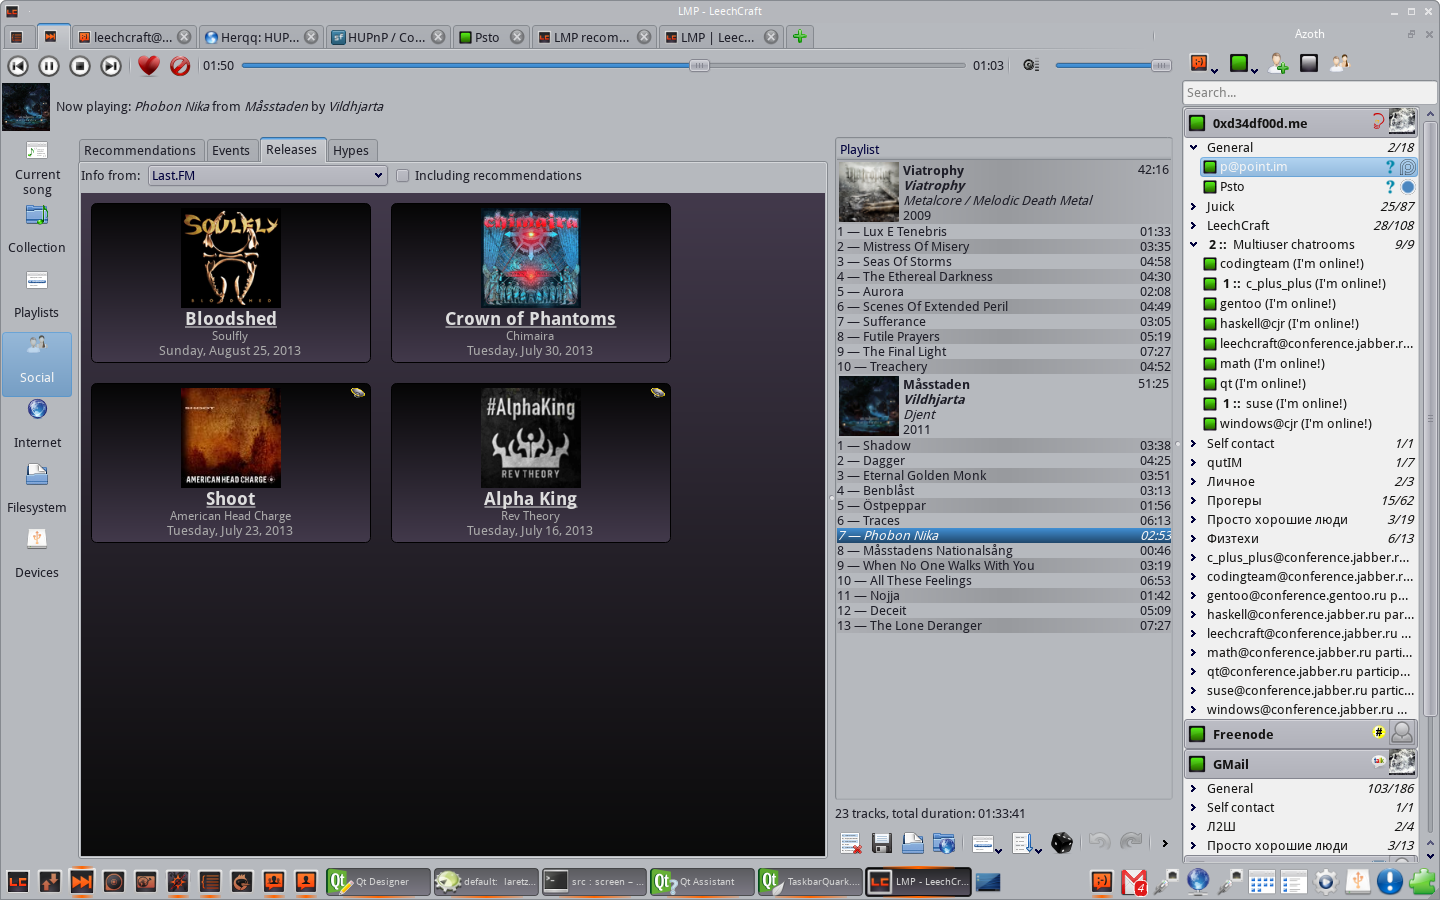 LMP - LeechCraft
leechcraft@...
Herqq: HUP...
HUPnP / Co...
Psto
LMP recom...
LMP | Leec...
Azoth
01:50
01:03
Search...
Now playing: Phobon Nika from Måsstaden by Vildhjarta
Current song
Collection
Playlists
Social
Internet
Filesystem
Devices
Recommendations
Events
Releases
Hypes
Info from:
Last.FM
Including recommendations
SOULFLY
BLOODSHED
Bloodshed
Soulfly
Sunday, August 25, 2013
chimaira
Crown of Phantoms
Chimaira
Tuesday, July 30, 2013
SHOOT
AMERICAN HEAD CHARGE
Shoot
American Head Charge
Tuesday, July 23, 2013
#AlphaKing
REV THEORY
Alpha King
Rev Theory
Tuesday, July 16, 2013
Playlist
Viatrophy 42:16
Viatrophy
Metalcore / Melodic Death Metal
2009
1 — Lux E Tenebris 01:33
2 — Mistress Of Misery 03:35
3 — Seas Of Storms 04:58
4 — The Ethereal Darkness 04:30
5 — Aurora 02:08
6 — Scenes Of Extended Peril 04:49
7 — Sufferance 03:05
8 — Futile Prayers 05:19
9 — The Final Light 07:27
10 — Treachery 04:52
Måsstaden 51:25
Vildhjarta
Djent
2011
1 — Shadow 03:38
2 — Dagger 04:25
3 — Eternal Golden Monk 03:51
4 — Benblåst 03:13
5 — Östpeppar 01:56
6 — Traces 06:13
7 — Phobon Nika 02:53
8 — Måsstadens Nationalsång 00:46
9 — When No One Walks With You 03:19
10 — All These Feelings 06:53
11 — Nojja 01:42
12 — Deceit 05:09
13 — The Lone Deranger 07:27
23 tracks, total duration: 01:33:41
0xd34df00d.me
General 2/18
p@point.im
Psto
Juick 25/87
LeechCraft 28/108
2 :: Multiuser chatrooms 9/9
codingteam (I'm online!)
1 :: c_plus_plus (I'm online!)
gentoo (I'm online!)
haskell@cjr (I'm online!)
leechcraft@conference.jabber.r...
math (I'm online!)
qt (I'm online!)
1 :: suse (I'm online!)
windows@cjr (I'm online!)
Self contact 1/1
qutIM 1/7
Личное 2/3
Прогеры 15/62
Просто хорошие люди 3/19
Физтехи 6/13
c_plus_plus@conference.jabber.r...
codingteam@conference.jabber.r...
gentoo@conference.gentoo.ru p...
haskell@conference.jabber.ru par...
leechcraft@conference.jabber.ru ...
math@conference.jabber.ru parti...
qt@conference.jabber.ru particip...
suse@conference.jabber.ru partic...
windows@conference.jabber.ru ...
Freenode
#
GMail
talk
General 103/186
Self contact 1/1
Л2Ш 2/4
Просто хорошие люди 3/13
Qt Designer
default: laretz...
src : screen – ...
Qt Assistant
TaskbarQuark....
LMP - LeechCr...
4